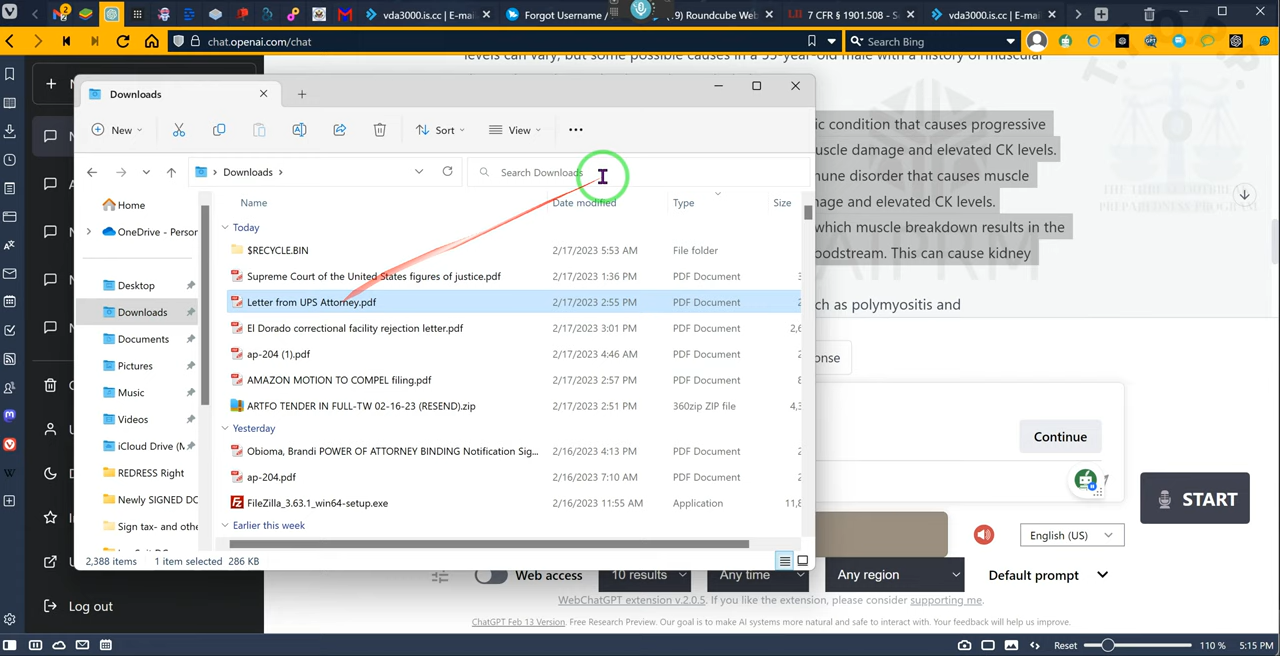 2
vda3000.is.cc | E-mai
Forgot Username /
9) Roundcube Web
7 CFR § 1901.508 - S
vda3000.is.cc | E-mai
chat.openai.com/chat
Search Bing
levels can vary, but some possible causes in a 55-year-old male with a history of muscular
Downloads
New
Sort
View
ic condition that causes progressive
muscle damage and elevated CK levels.
Downloads
Search Downloads
nune disorder that causes muscle
Home
Name
Date modified
Type
Size
nage and elevated CK levels.
OneDrive - Persor
Today
which muscle breakdown results in the
$RECYCLE.BIN
2/17/2023 5:53 AM
File folder
oodstream. This can cause kidney
Desktop
Supreme Court of the United States figures of justice.pdf
2/17/2023 1:36 PM
PDF Document
Downloads
Letter from UPS Attorney.pdf
2/17/2023 2:55 PM
PDF Document
2
ch as polymyositis and
Documents
El Dorado correctional facility rejection letter.pdf
2/17/2023 3:01 PM
PDF Document
2,6
Pictures
ap-204 (1).pdf
2/17/2023 4:46 AM
PDF Document
2
onse
Music
AMAZON MOTION TO COMPEL filing.pdf
2/17/2023 2:57 PM
PDF Document
8
Videos
ARTFO TENDER IN FULL-TW 02-16-23 (RESEND).zip
2/17/2023 2:51 PM
360zip ZIP file
4,3
Yesterday
Continue
iCloud Drive (M
Obioma, Brandi POWER OF ATTORNEY BINDING Notification Sig...
2/16/2023 4:13 PM
PDF Document
REDRESS Right
ap-204.pdf
2/16/2023 7:10 AM
PDF Document
2
Newly SIGNED DO
FileZilla_3.63.1_win64-setup.exe
2/16/2023 11:55 AM
Application
11,8
START
Sign tax- and othe
Earlier this week
English (US)
2,388 items
1 item selected 286 KB
Web access
10 results
Any time
Any region
Default prompt
WebChatGPT extension v.2.0.5. If you like the extension, please consider supporting me.
Log out
ChatGPT Feb 13 Version. Free Research Preview. Our goal is to make AI systems more natural and safe to interact with. Your feedback will help us improve.
Reset
110 %
5:15 PM